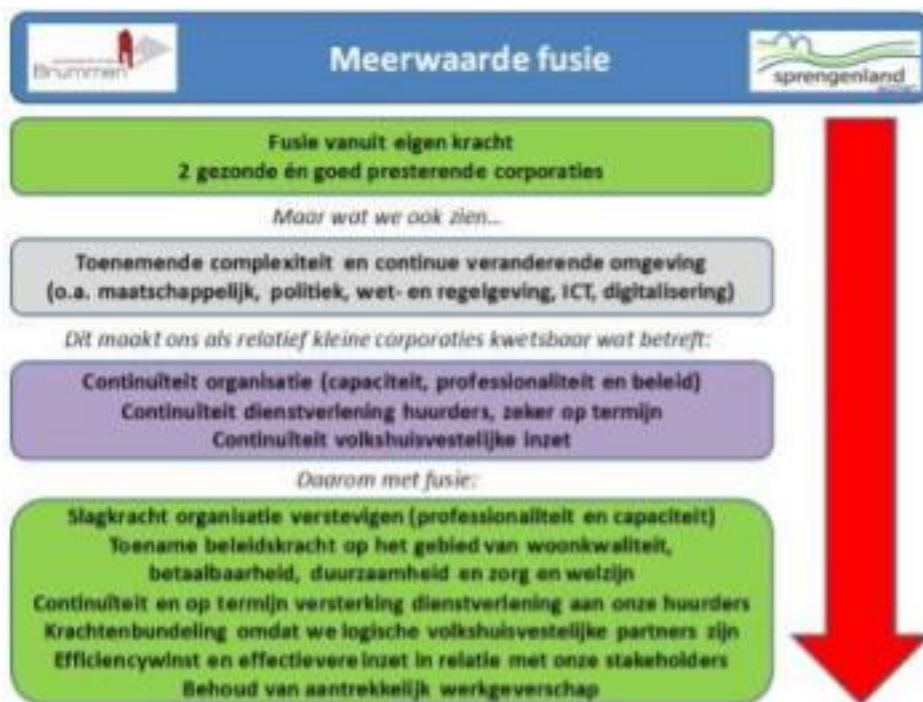 Brummen
Meerwaarde fusie
sprengenland
Fusie vanuit eigen kracht
2 gezonde én goed presterende corporaties
Maar wat we ook zien...
Toenemende complexiteit en continue veranderende omgeving
(o.a. maatschappelijk, politiek, wet- en regelgeving, ICT, digitalisering)
Dit maakt ons als relatief kleine corporaties kwetsbaar wat betreft:
Continuïteit organisatie (capaciteit, professionaliteit en beleid)
Continuïteit dienstverlening huurders, zeker op termijn
Continuïteit volkshuisvestelijke inzet
Daarom met fusie:
Slagkracht organisatie verstevigen (professionaliteit en capaciteit)
Toename beleidskracht op het gebied van woonkwaliteit,
betaalbaarheid, duurzaamheid en zorg en welzijn
Continuïteit en op termijn versterking dienstverlening aan onze huurders
Krachtenbundeling omdat we logische volkshuisvestelijke partners zijn
Efficiencywinst en effectievere inzet in relatie met onze stakeholders
Behoud van aantrekkelijk werkgeverschap